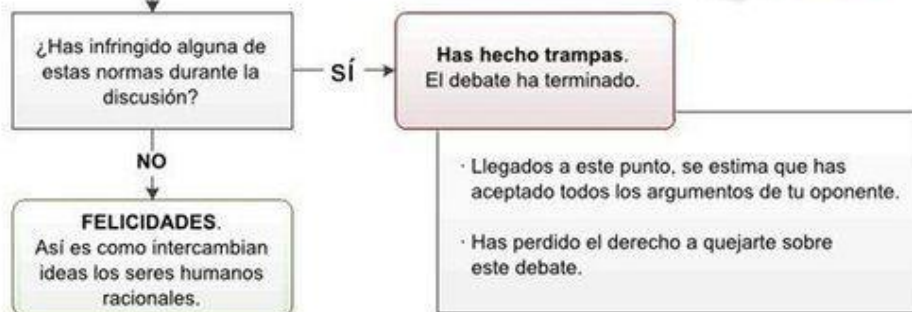 ¿Has infringido alguna de
estas normas durante la
discusión?
SÍ
Has hecho trampas.
El debate ha terminado.
NO
FELICIDADES.
Así es como intercambian
ideas los seres humanos
racionales.
· Llegados a este punto, se estima que has
aceptado todos los argumentos de tu oponente.
· Has perdido el derecho a quejarte sobre
este debate.